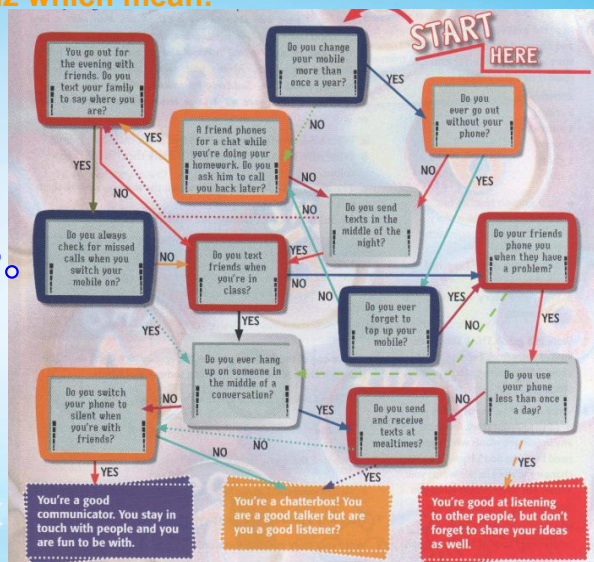 uz which mean:
START
HERE
You go out for
the evening with
friends. Do you
text your family
to say where you
are?
Do you change
your mobile
more than
once a year?
YES
Do you
ever go out
without your
phone?
NO
YES
A friend phones
for a chat while
you're doing your
homework. Do you
ask him to call
you back later?
YES
NO
NO
NO
YES
NO
Do you send
texts in the
middle of the
night?
Do you always
check for missed
calls when you
switch your
mobile on?
NO
Do you text
friends when
you're in
class?
YES
NO
NO
Do your friends
phone you
when they have
a problem?
Do you ever
forget to
top up your
mobile?
YES
NO
YES
YES
YES
Do you ever hang
up on someone in
the middle of a
conversation?
Do you use
your phone
less than once
a day?
Do you switch
your phone to
silent when
you're with
friends?
NO
YES
Do you send
and receive
texts at
mealtimes?
NO
NO
NO
YES
YES
YES
You're a good
communicator. You stay in
touch with people and you
are fun to be with.
You're a chatterbox! You
are a good talker but are
you a good listener?
You're good at listening
to other people, but don't
forget to share your ideas
as well.